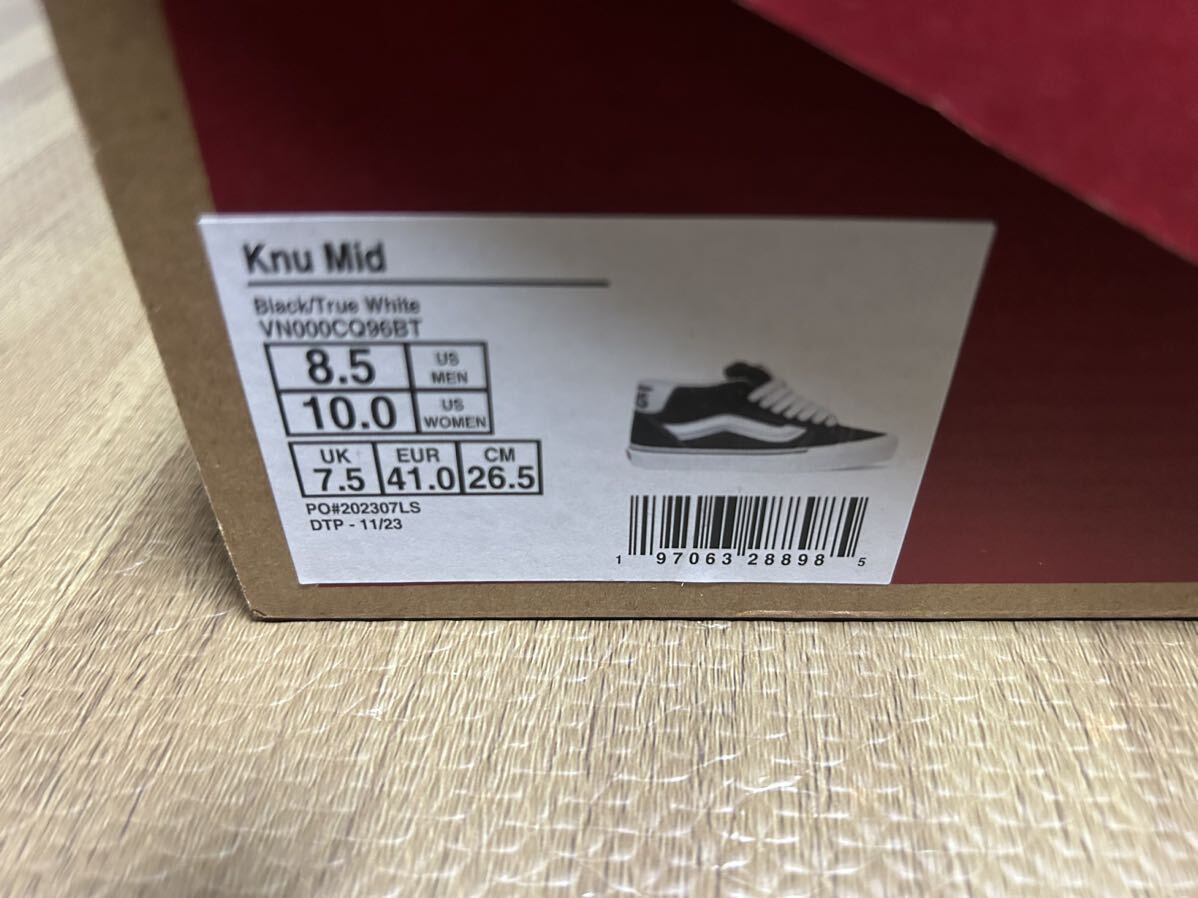 Knu Mid
Black/True White
VN000CQ96BT
8.5 US MEN
10.0 US WOMEN
UK 7.5 EUR 41.0 CM 26.5
PO#202307LS
DTP - 11/23
1 97063 28898 5